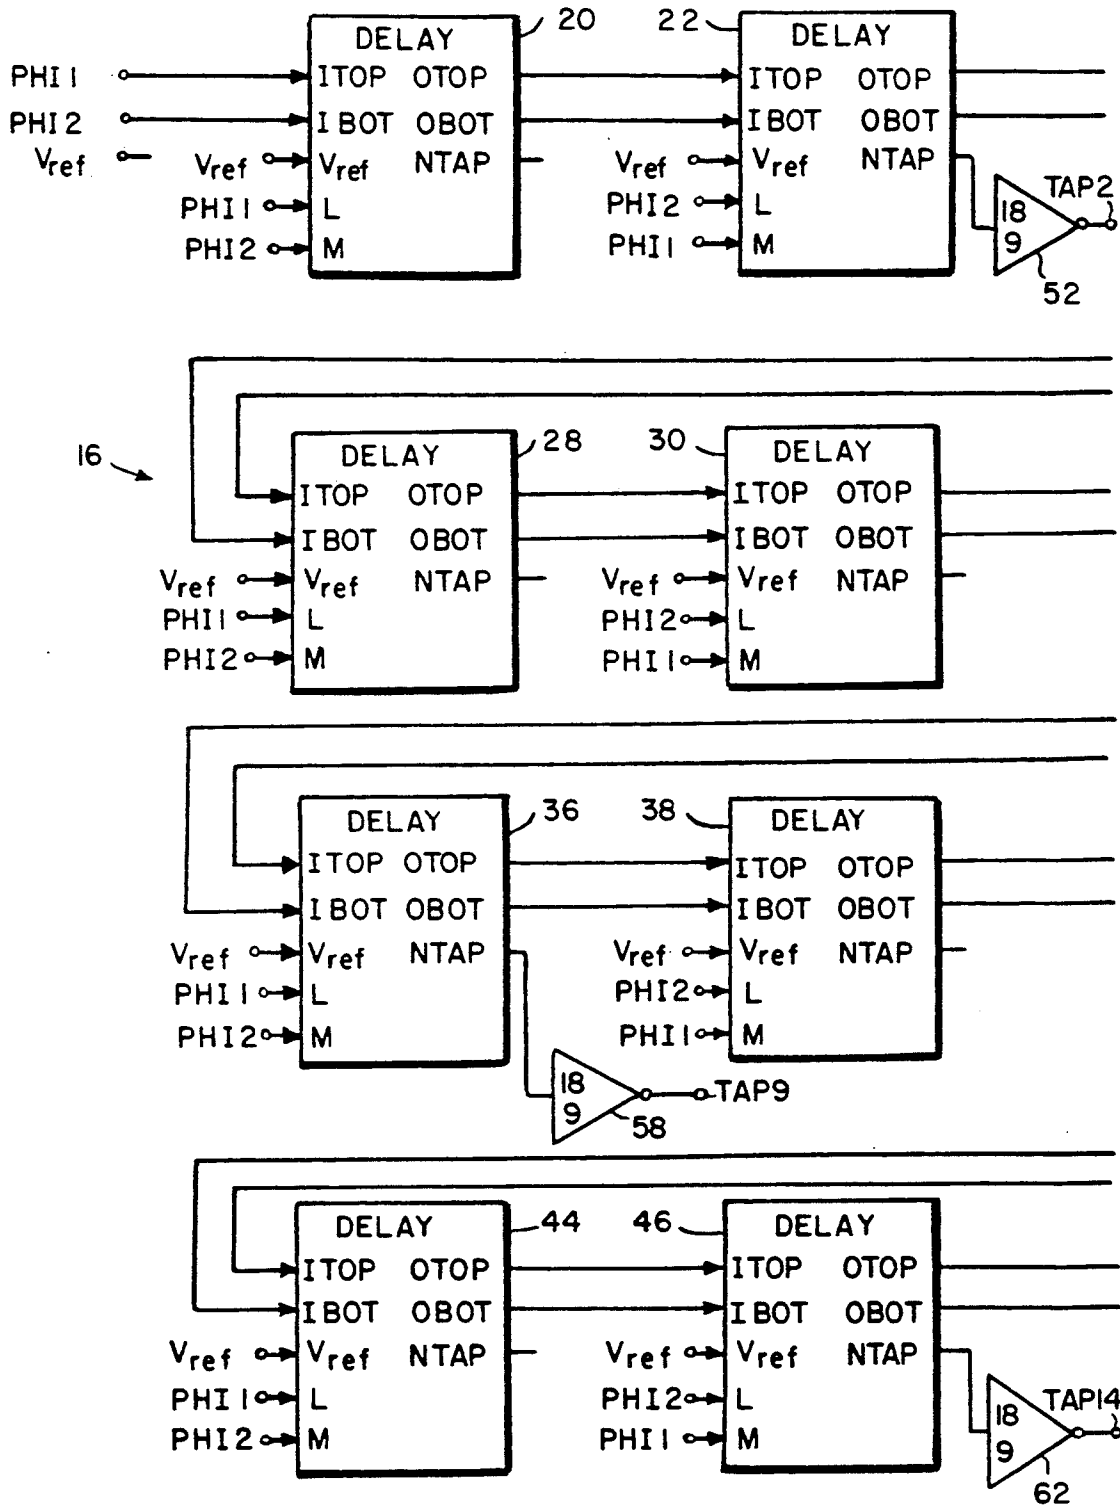 DELAY 20
PHI1 ITOP OTOP
PHI2 IBOT OBOT
Vref Vref Vref NTAP
PHI1 L
PHI2 M
22 DELAY
ITOP OTOP
IBOT OBOT
Vref Vref NTAP
PHI2 L
PHI1 M
18
9
TAP2
52
16
DELAY 28
ITOP OTOP
IBOT OBOT
Vref Vref NTAP
PHI1 L
PHI2 M
30 DELAY
ITOP OTOP
IBOT OBOT
Vref Vref NTAP
PHI2 L
PHI1 M
DELAY 36
ITOP OTOP
IBOT OBOT
Vref Vref NTAP
PHI1 L
PHI2 M
18
9
TAP9
58
38 DELAY
ITOP OTOP
IBOT OBOT
Vref Vref NTAP
PHI2 L
PHI1 M
DELAY 44
ITOP OTOP
IBOT OBOT
Vref Vref NTAP
PHI1 L
PHI2 M
46 DELAY
ITOP OTOP
IBOT OBOT
Vref Vref NTAP
PHI2 L
PHI1 M
18
9
TAP14
62